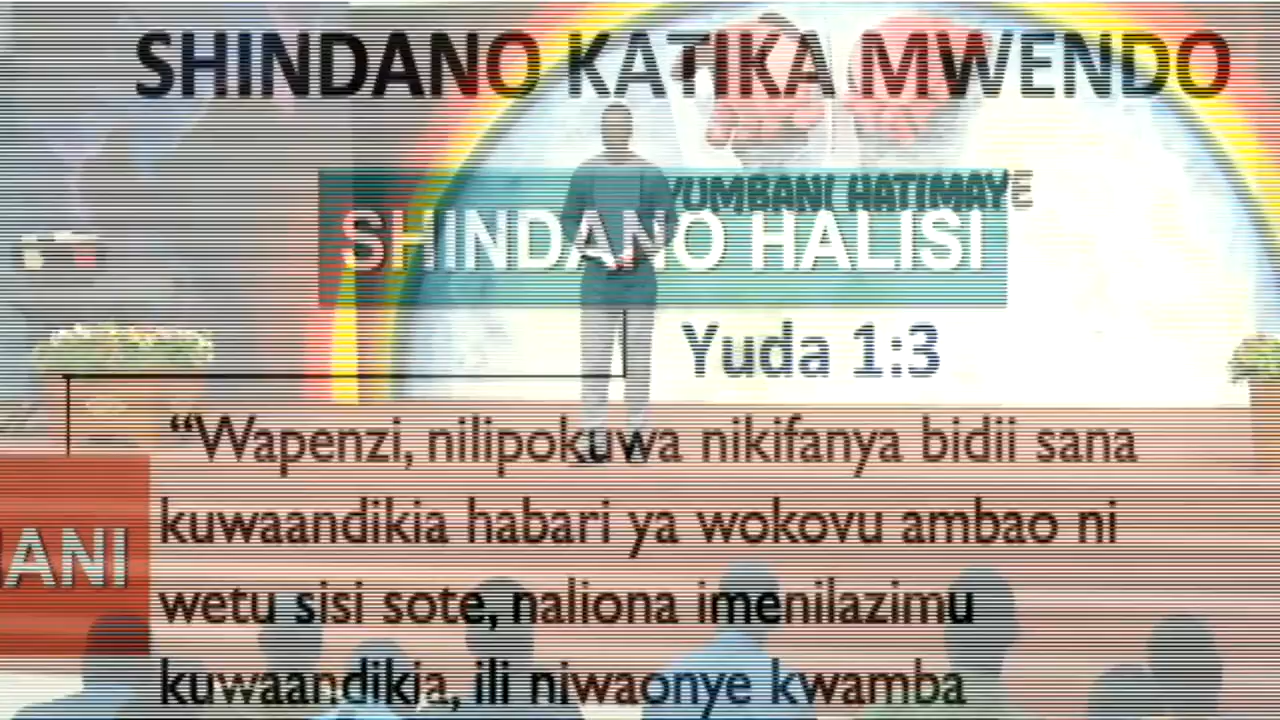 SHINDANO KATIKA MWENDO
YUMBANI HATIMAYE
SHINDANO HALISI
Yuda 1:3
“Wapenzi, nilipokuwa nikifanya bidii sana
kuwaandikia habari ya wokovu ambao ni
ANI
wetu sisi sote, naliona imenilazimu
kuwaandikia, ili niwaonye kwamba